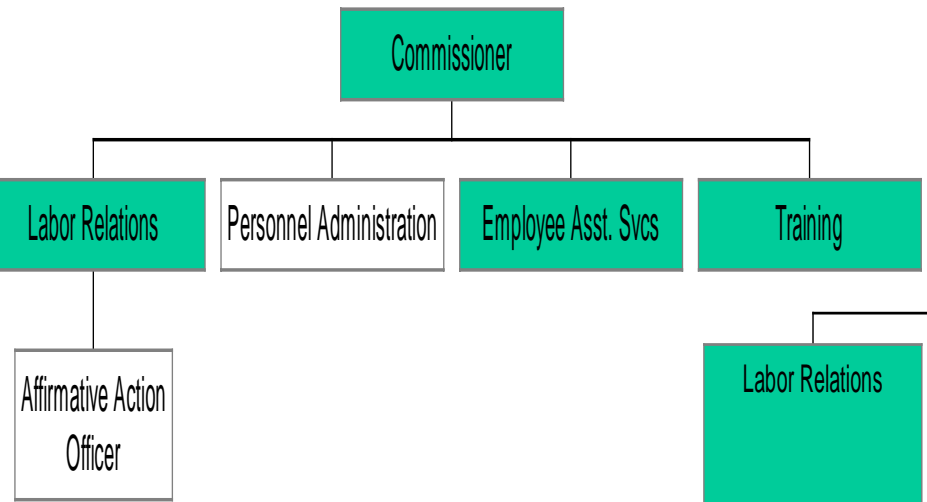 Commissioner
Labor Relations
Personnel Administration
Employee Asst. Svcs
Training
Affirmative Action
Officer
Labor Relations